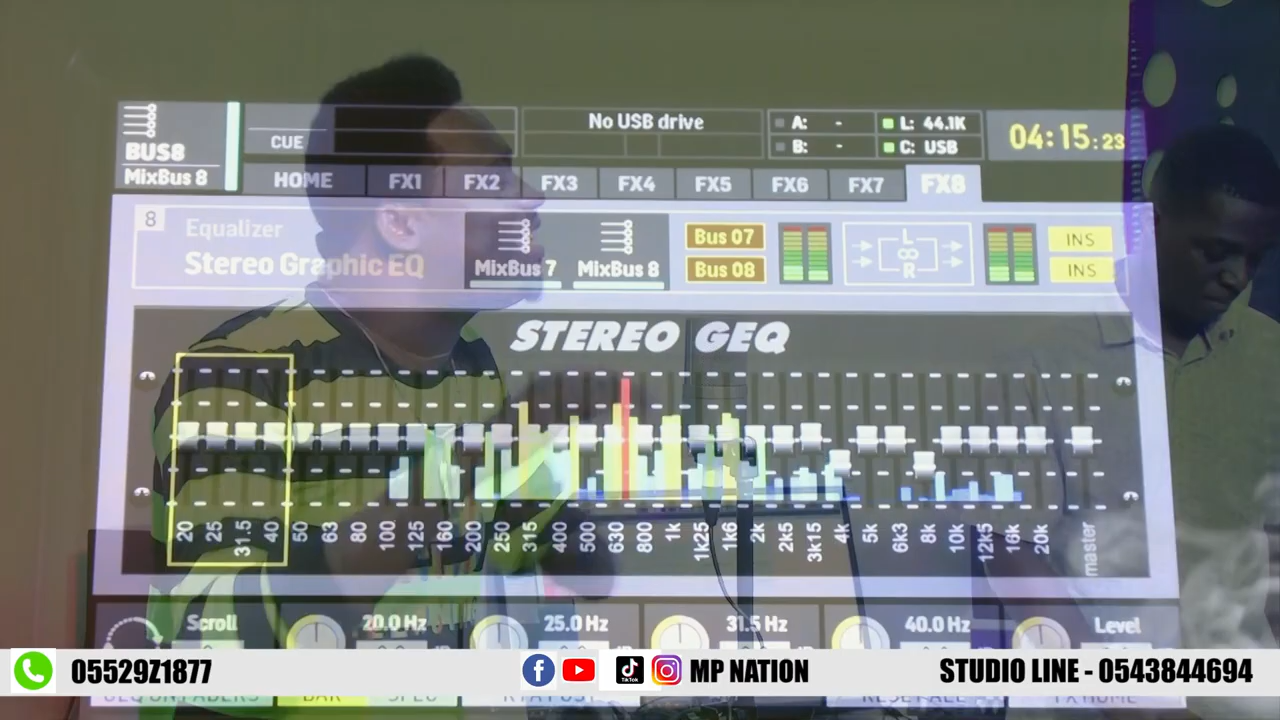 BUS8
MixBus 8
CUE
No USB drive
A: -
B: -
L: 44.1K
C: USB
04:15:23
HOME FX1 FX2 FX3 FX4 FX5 FX6 FX7 FX8
8
Equalizer
Stereo Graphic EQ
MixBus 7
MixBus 8
Bus 07
Bus 08
L
R
INS
INS
STEREO GEQ
20 25 31.5 40 50 63 80 100 125 160 200 250 315 400 500 630 800 1k 1k25 1k6 2k 2k5 3k15 4k 5k 6k3 8k 10k 12k5 16k 20k master
Scroll 20.0 Hz 25.0 Hz 31.5 Hz 40.0 Hz Level
05529Z1877
TikTok
MP NATION
STUDIO LINE - 0543844694